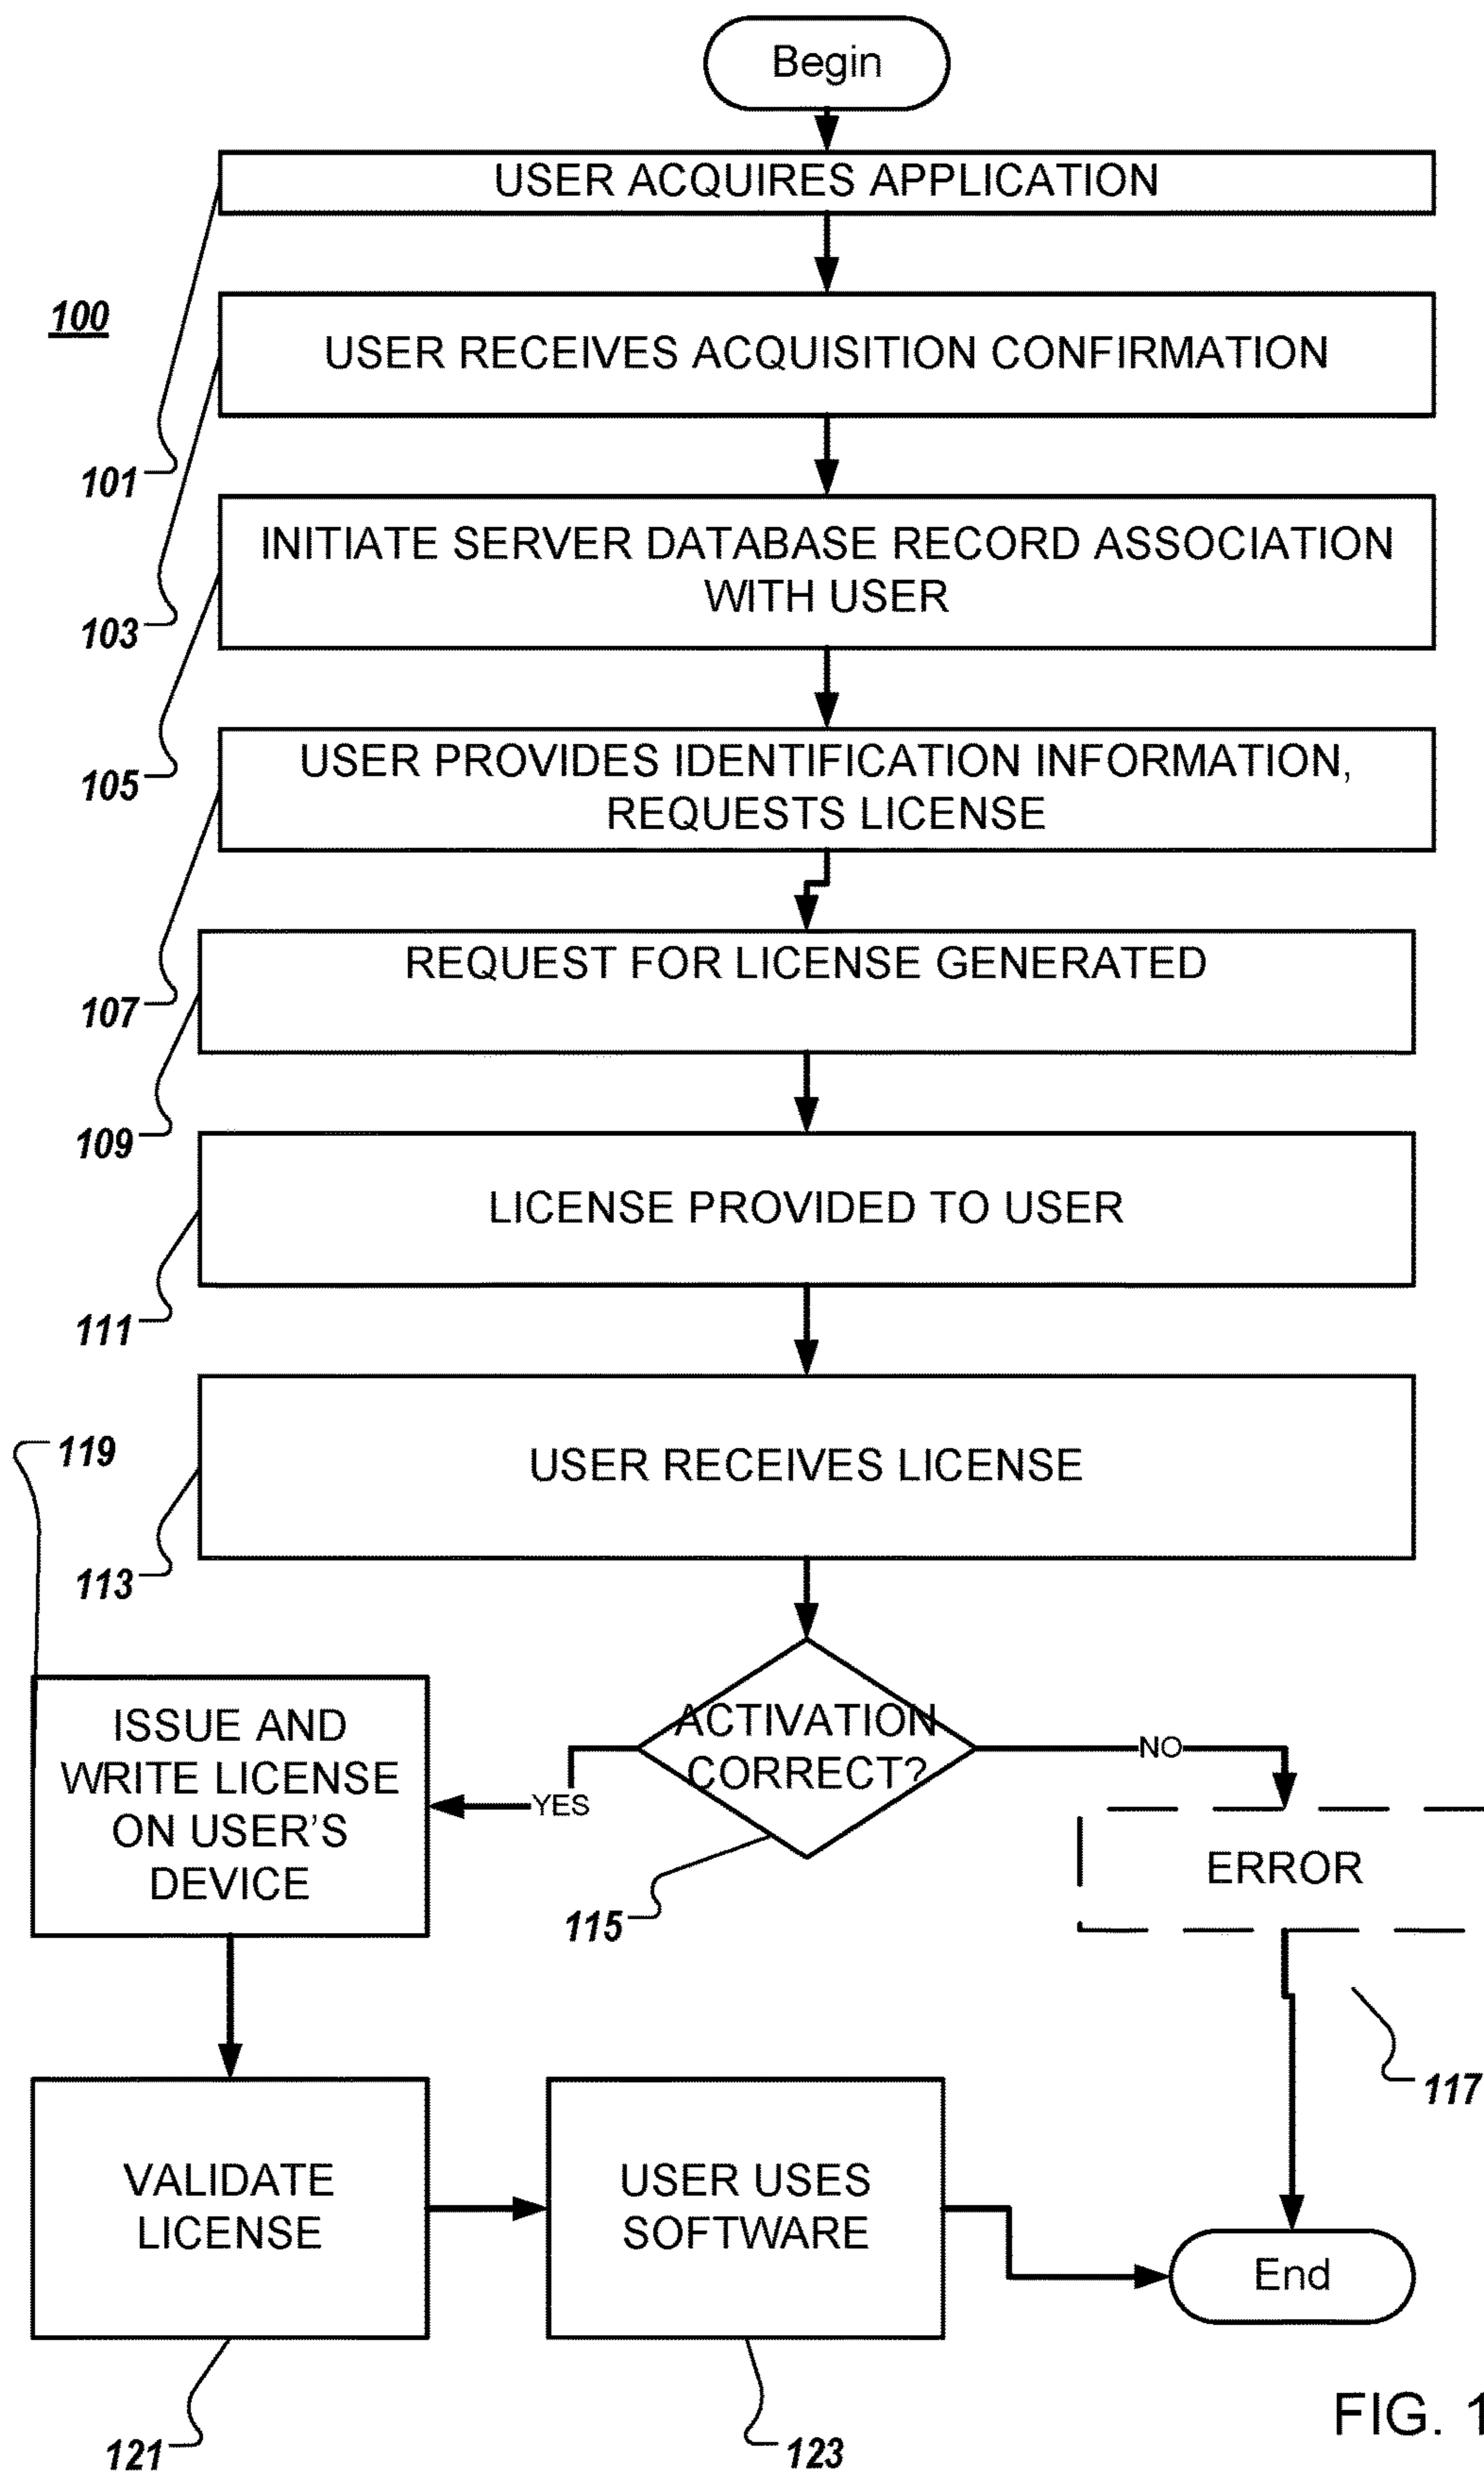 Begin
USER ACQUIRES APPLICATION
100
USER RECEIVES ACQUISITION CONFIRMATION
101
INITIATE SERVER DATABASE RECORD ASSOCIATION
WITH USER
103
USER PROVIDES IDENTIFICATION INFORMATION,
REQUESTS LICENSE
105
REQUEST FOR LICENSE GENERATED
107
109
LICENSE PROVIDED TO USER
111
119
USER RECEIVES LICENSE
113
ACTIVATION
CORRECT?
NO
YES
ISSUE AND
WRITE LICENSE
ON USER'S
DEVICE
ERROR
115
117
VALIDATE
LICENSE
USER USES
SOFTWARE
End
121
123
FIG. 1